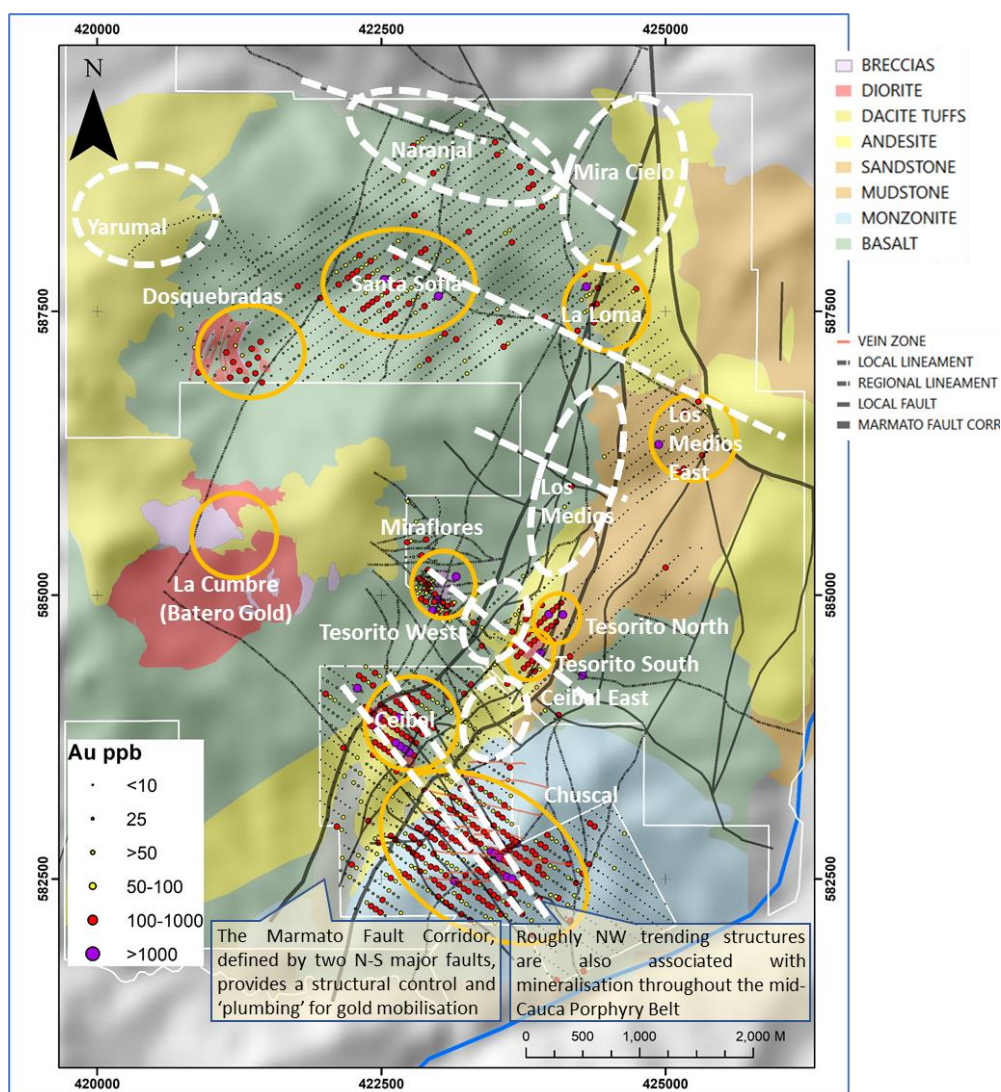 420000
422500
425000
N
BRECCIAS
DIORITE
DACITE TUFFS
ANDESITE
SANDSTONE
MUDSTONE
MONZONITE
BASALT
VEIN ZONE
LOCAL LINEAMENT
REGIONAL LINEAMENT
LOCAL FAULT
MARMATO FAULT CORR
587500
585000
582500
587500
585000
582500
Naranjal
Mira Cielo
Yarumal
Santa Sofia
Dosquebradas
La Loma
Los
Medios
East
Los
Medios
Miraflores
La Cumbre
(Batero Gold)
Tesorito West
Tesorito North
Tesorito South
Ceibal East
Ceibal
Chuscal
Au ppb
<10
25
>50
50-100
100-1000
>1000
The Marmato Fault Corridor,
defined by two N-S major faults,
provides a structural control and
‘plumbing’ for gold mobilisation
Roughly NW trending structures
are also associated with
mineralisation throughout the mid-
Cauca Porphyry Belt
0 500 1,000 2,000 M
420000
422500
425000